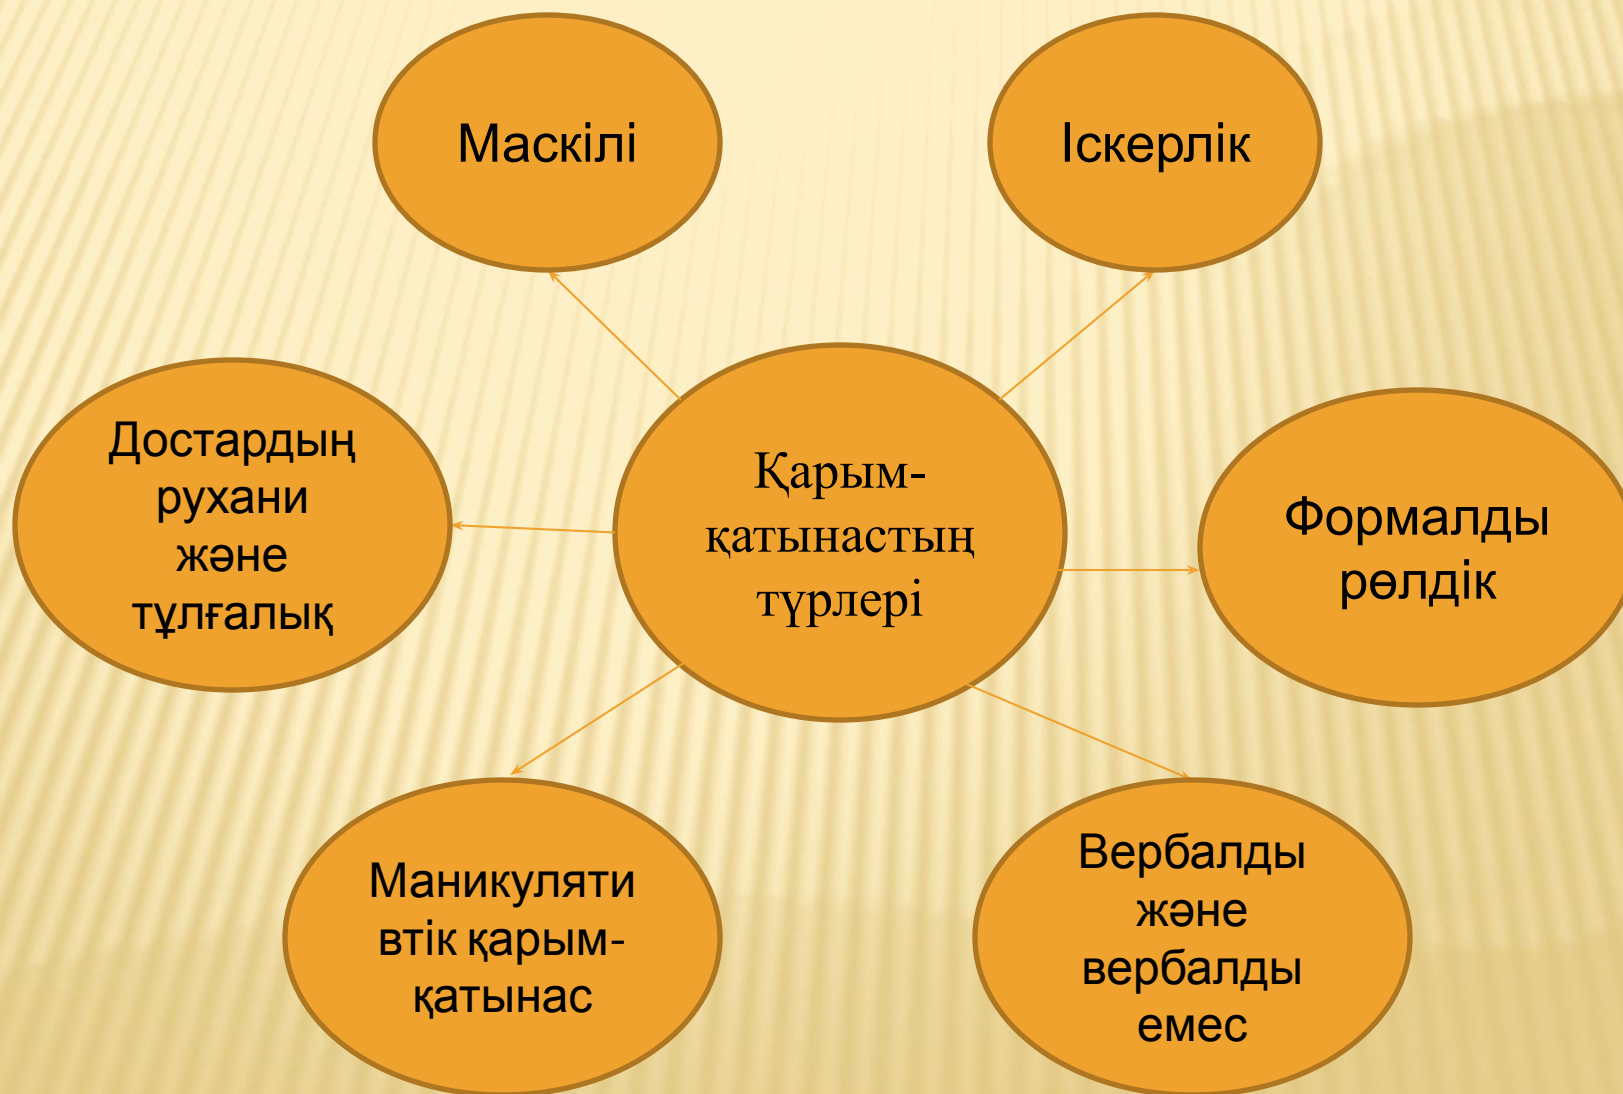 Маскілі
Іскерлік
Достардың
рухани
және
тұлғалық
Қарым-
қатынастың
түрлері
Формалды
рөлдік
Маникуляти
втік қарым-
қатынас
Вербалды
және
вербалды
емес